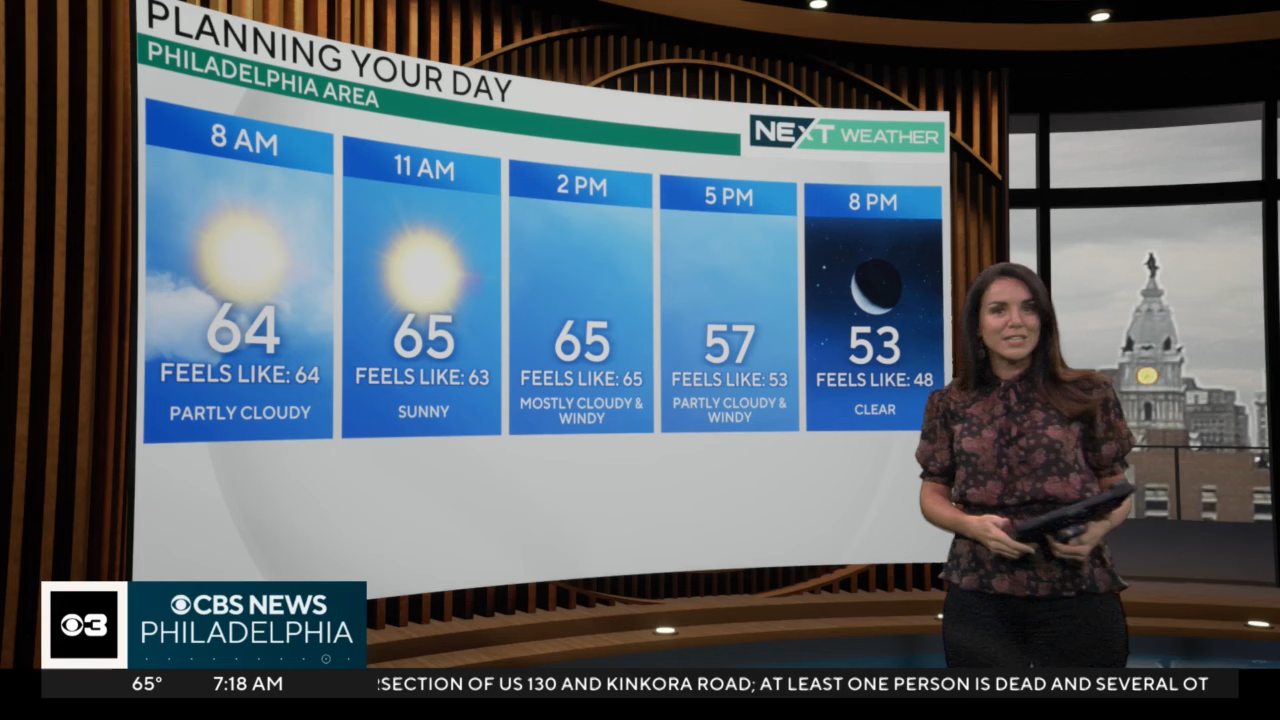 PLANNING YOUR DAY
PHILADELPHIA AREA
NEXT WEATHER
8 AM
64
FEELS LIKE: 64
PARTLY CLOUDY
11 AM
65
FEELS LIKE: 63
SUNNY
2 PM
65
FEELS LIKE: 65
MOSTLY CLOUDY &
WINDY
5 PM
57
FEELS LIKE: 53
PARTLY CLOUDY &
WINDY
8 PM
53
FEELS LIKE: 48
CLEAR
3
CBS NEWS
PHILADELPHIA
65° 7:18 AM RSECTION OF US 130 AND KINKORA ROAD; AT LEAST ONE PERSON IS DEAD AND SEVERAL OT